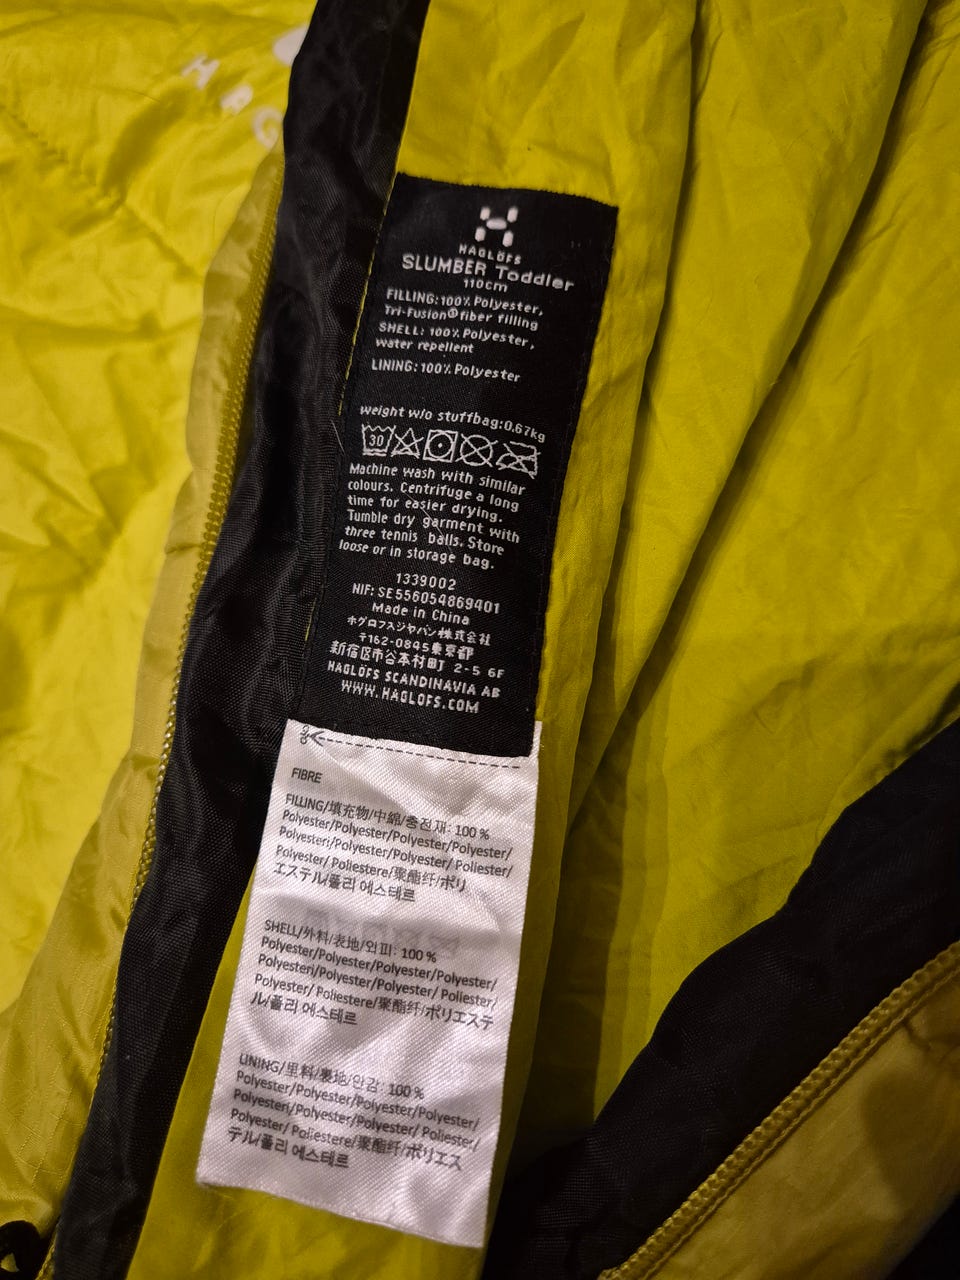 HAGLÖFS
SLUMBER Toddler
110cm
FILLING: 100% Polyester,
Tri-Fusion® fiber filling
SHELL: 100% Polyester,
water repellent
LINING: 100% Polyester
weight w/o stuffbag:0.67kg
30
Machine wash with similar
colours. Centrifuge a long
time for easier drying.
Tumble dry garment with
three tennis balls. Store
loose or in storage bag.
1339002
NIF: SE556054869401
Made in China
ホグロフスジャパン株式会社
〒162-0845東京都
新宿区市谷本村町 2-5 6F
HAGLÖFS SCANDINAVIA AB
WWW.HAGLOFS.COM
FIBRE
FILLING/填充物/中綿/충전재: 100 %
Polyester/Polyester/Polyester/Polyester/
Polyesteri/Polyester/Polyester/ Poliester/
Polyester/ Poliestere/聚酯纤/ポリ
エステル/폴리 에스테르
SHELL/外料/表地/안피: 100 %
Polyester/Polyester/Polyester/Polyester/
Polyesteri/Polyester/Polyester/ Poliester/
Polyester/ Poliestere/聚酯纤/ポリエステ
ル/폴리 에스테르
LINING/里料/裏地/안감: 100 %
Polyester/Polyester/Polyester/Polyester/
Polyesteri/Polyester/Polyester/ Poliester/
Polyester/ Poliestere/聚酯纤/ポリエス
テル/폴리 에스테르